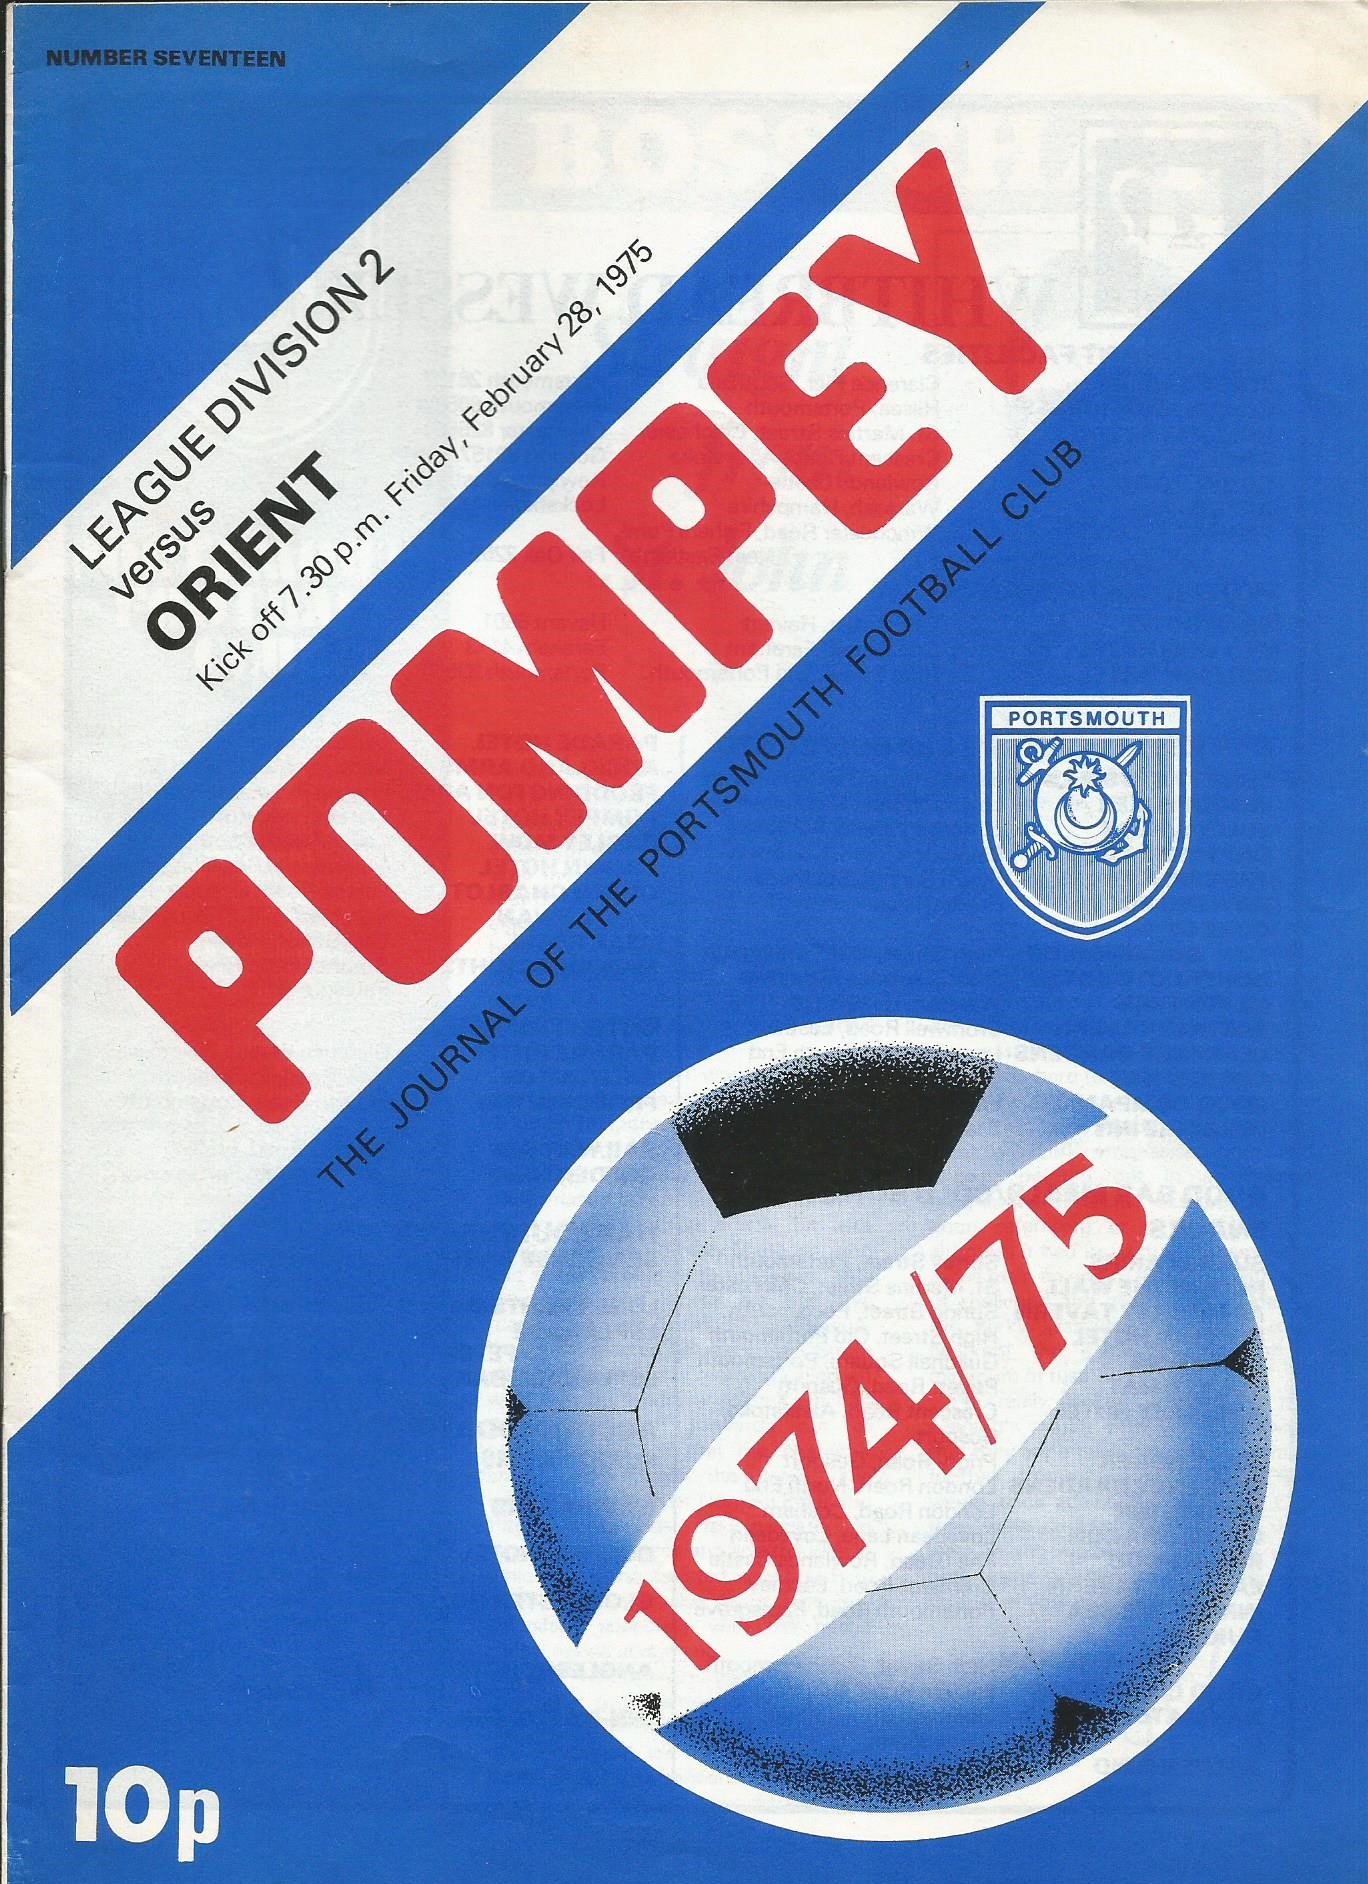 NUMBER SEVENTEEN
LEAGUE DIVISION 2
versus
ORIENT
Kick off 7.30 p.m. Friday, February 28, 1975
POMPEY
THE JOURNAL OF THE PORTSMOUTH FOOTBALL CLUB
PORTSMOUTH
1974/75
10p